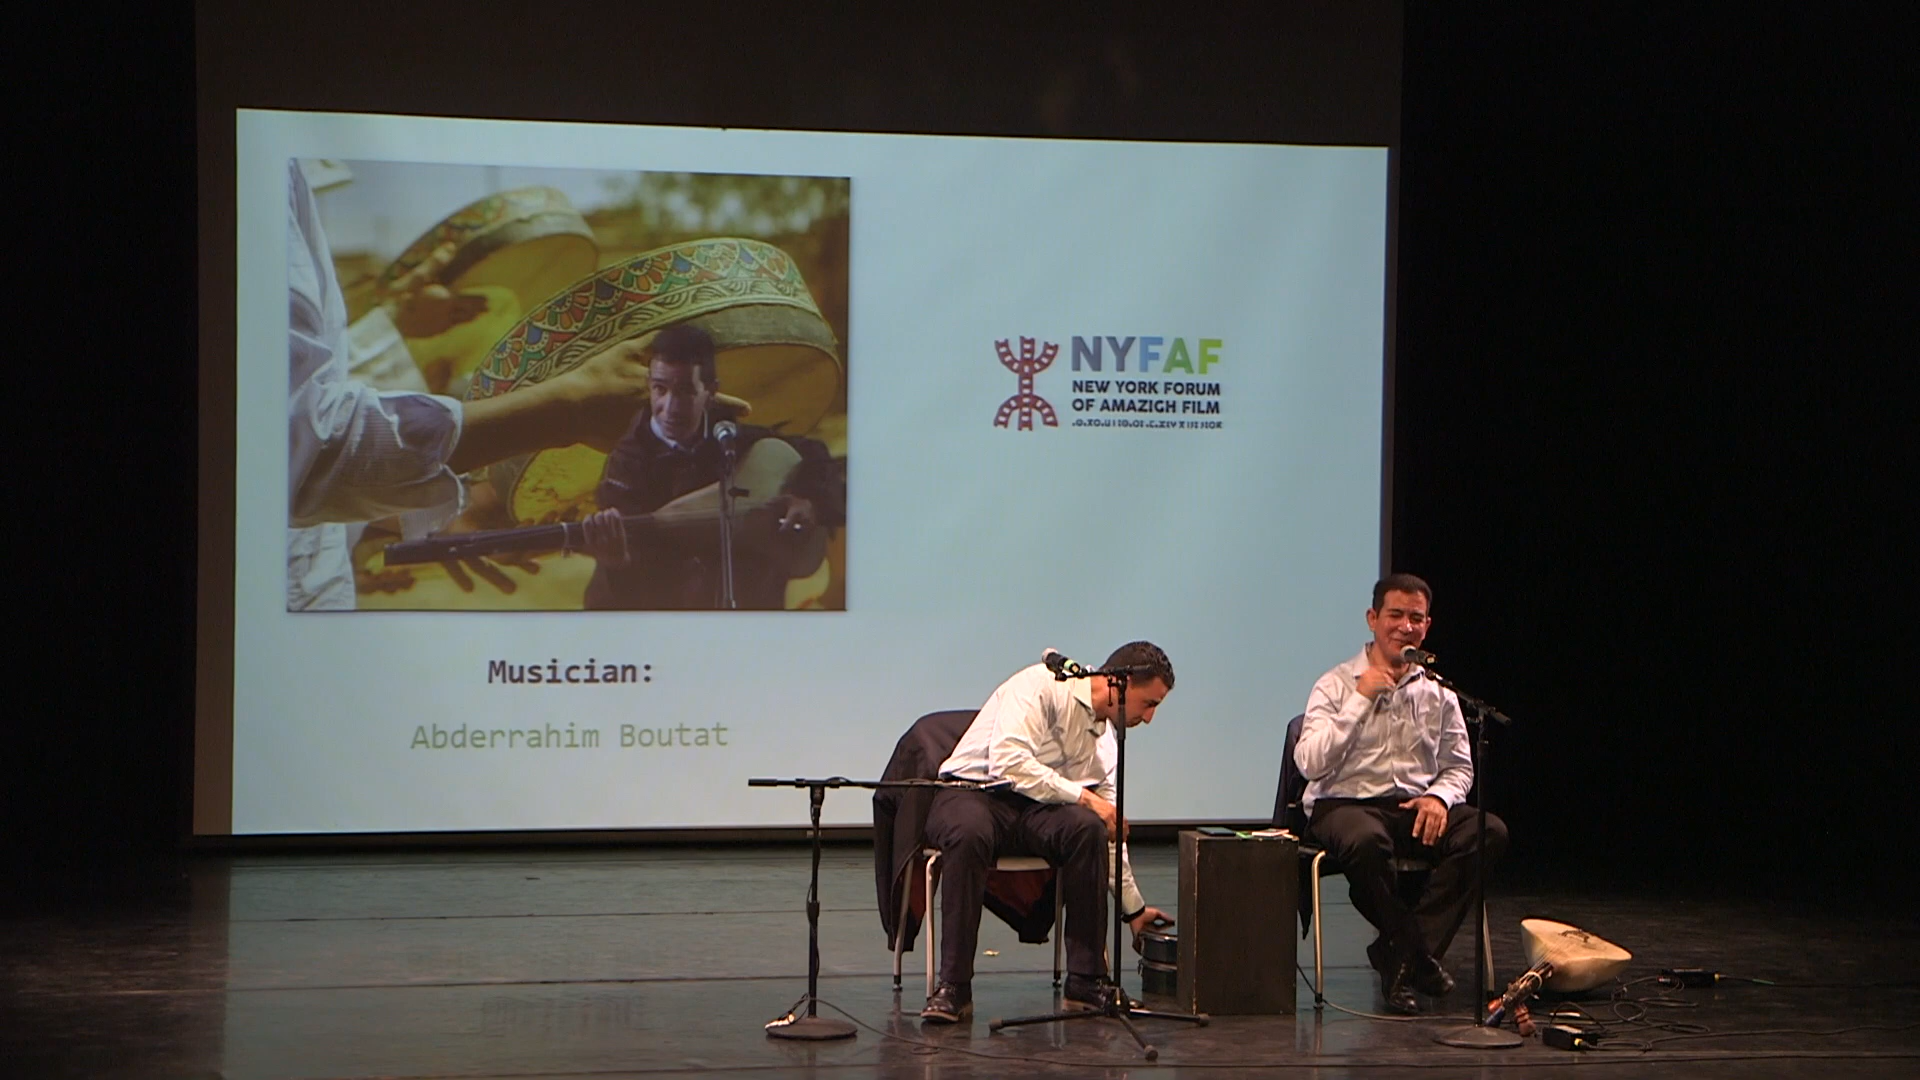 NYFAF
NEW YORK FORUM
OF AMAZIGH FILM
Musician:
Abderrahim Boutat